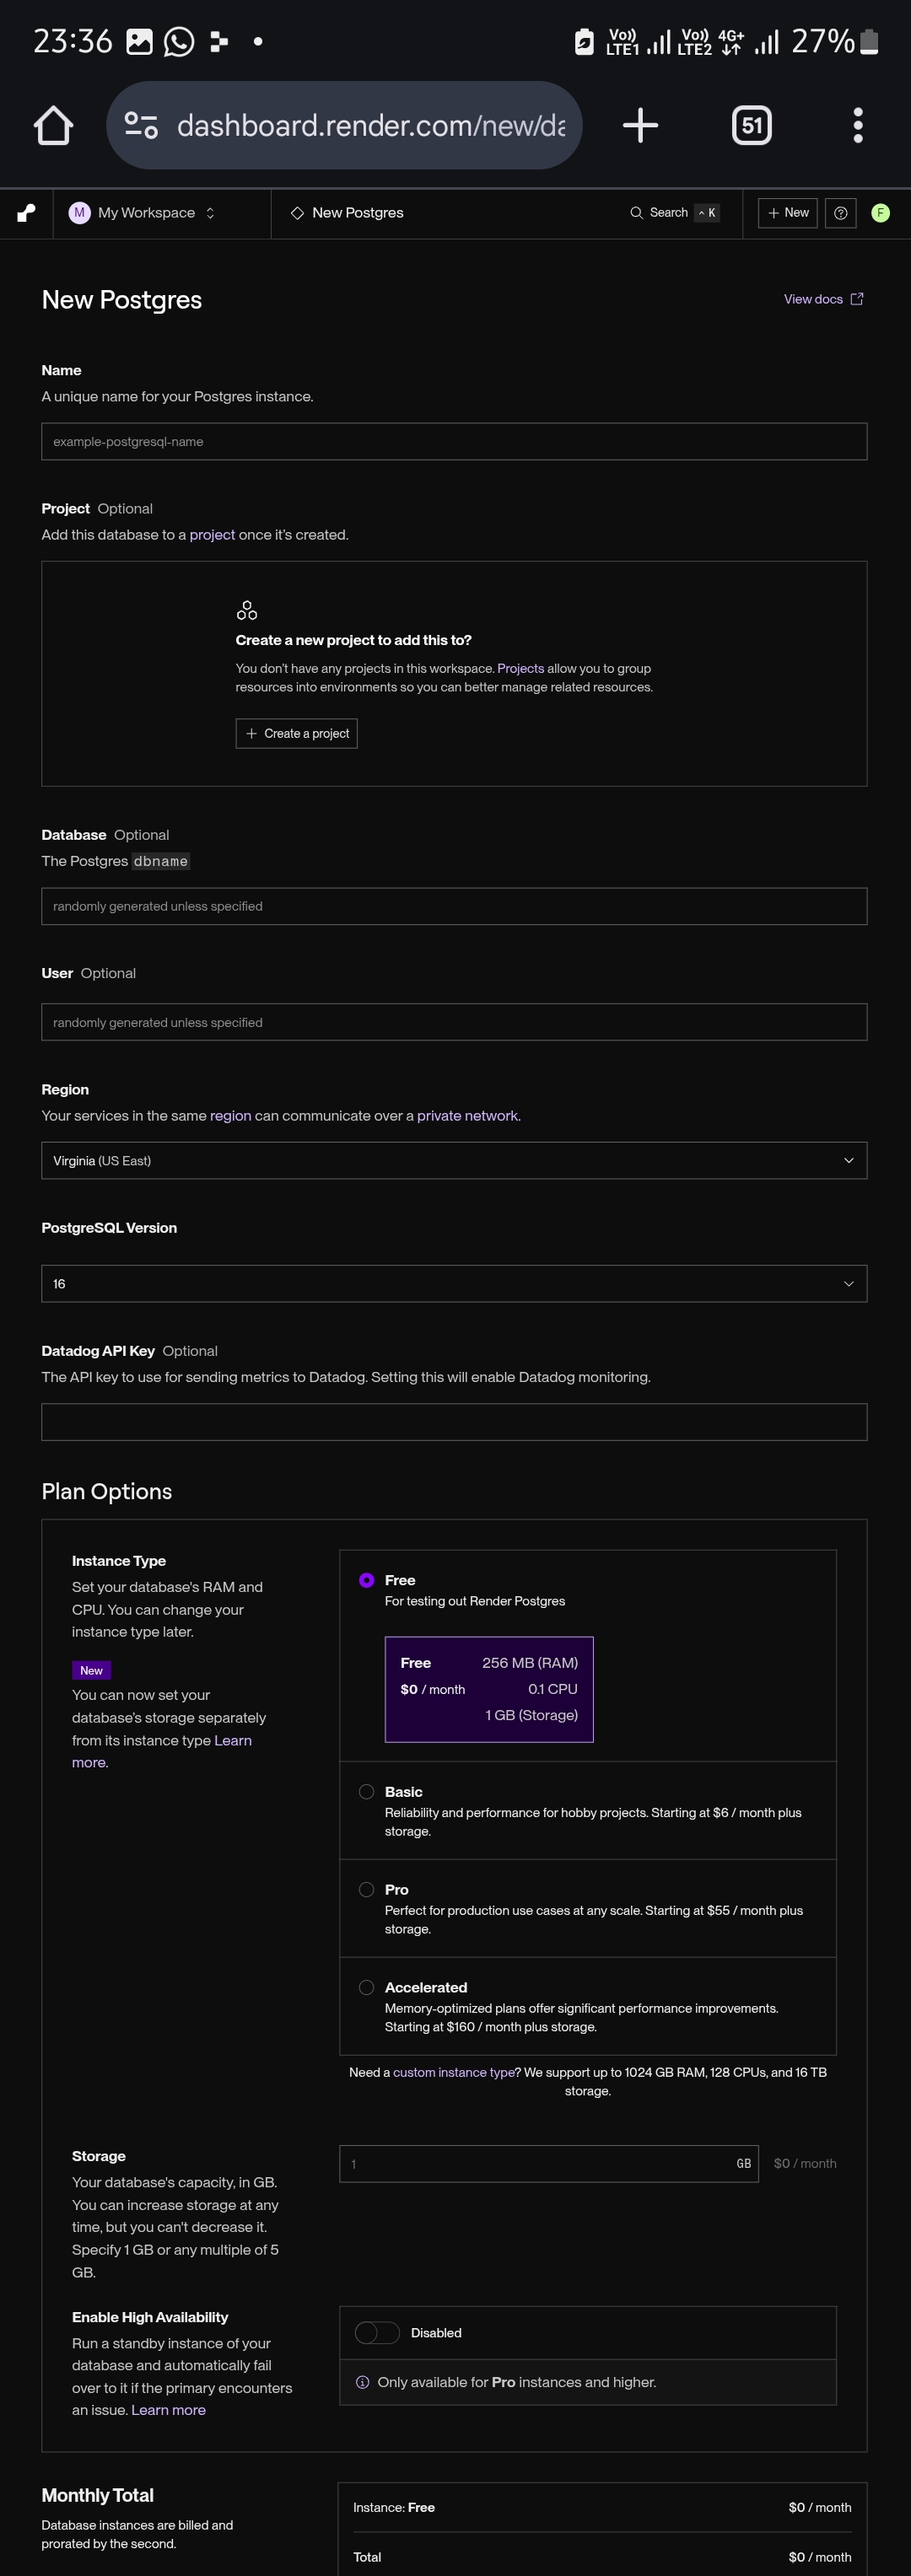 23:36
Vo)) LTE1 Vo)) LTE2 4G+ 27%
dashboard.render.com/new/da
51
M My Workspace
New Postgres
Search ^ K
+ New
F
New Postgres
View docs
Name
A unique name for your Postgres instance.
example-postgresql-name
Project Optional
Add this database to a project once it's created.
Create a new project to add this to?
You don't have any projects in this workspace. Projects allow you to group
resources into environments so you can better manage related resources.
+ Create a project
Database Optional
The Postgres dbname
randomly generated unless specified
User Optional
randomly generated unless specified
Region
Your services in the same region can communicate over a private network.
Virginia (US East)
PostgreSQL Version
16
Datadog API Key Optional
The API key to use for sending metrics to Datadog. Setting this will enable Datadog monitoring.
Plan Options
Instance Type
Set your database's RAM and
CPU. You can change your
instance type later.
New
You can now set your
database's storage separately
from its instance type Learn
more.
Free
For testing out Render Postgres
Free 256 MB (RAM)
$0 / month 0.1 CPU
1 GB (Storage)
Basic
Reliability and performance for hobby projects. Starting at $6 / month plus
storage.
Pro
Perfect for production use cases at any scale. Starting at $55 / month plus
storage.
Accelerated
Memory-optimized plans offer significant performance improvements.
Starting at $160 / month plus storage.
Need a custom instance type? We support up to 1024 GB RAM, 128 CPUs, and 16 TB
storage.
Storage
Your database's capacity, in GB.
You can increase storage at any
time, but you can't decrease it.
Specify 1 GB or any multiple of 5
GB.
1 GB $0 / month
Enable High Availability
Run a standby instance of your
database and automatically fail
over to it if the primary encounters
an issue. Learn more
Disabled
Only available for Pro instances and higher.
Monthly Total
Database instances are billed and
prorated by the second.
Instance: Free $0 / month
Total $0 / month